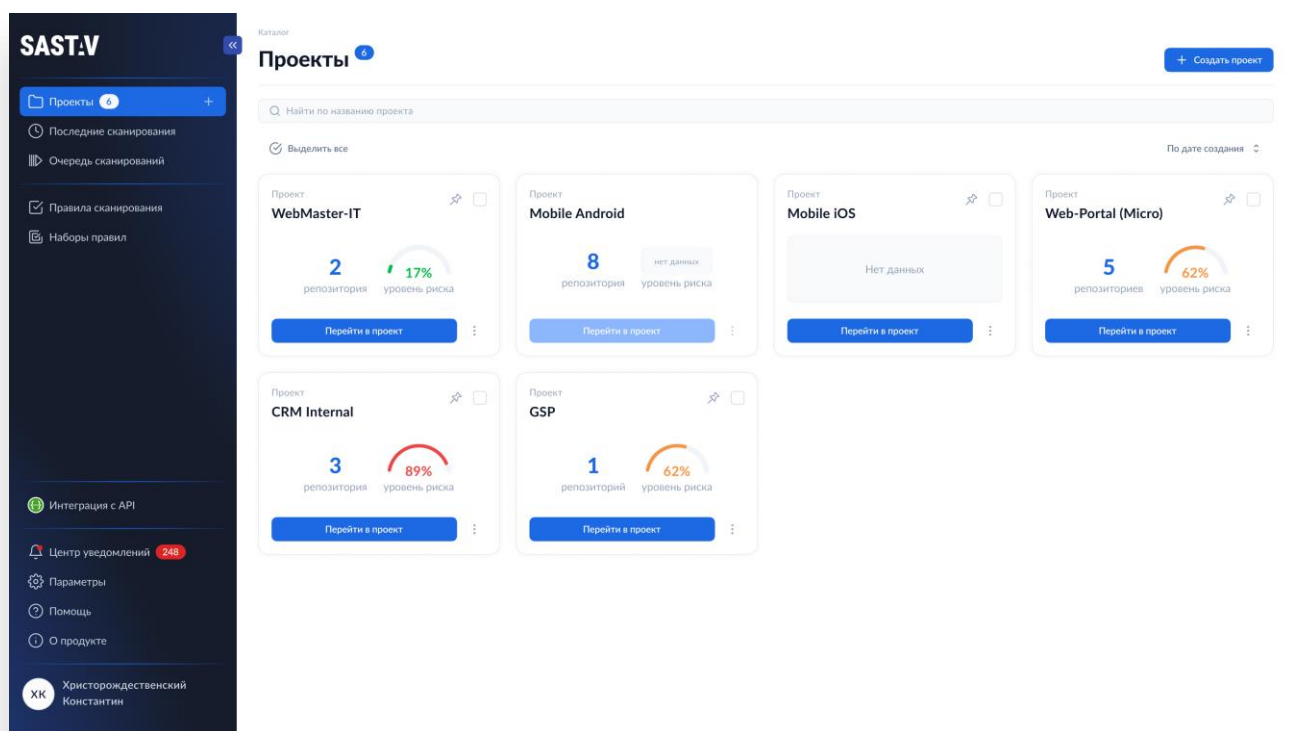 SAST:AV
«
Проекты 6 +
Последние сканирования
Очередь сканирований
Правила сканирования
Наборы правил
Интеграция с API
Центр уведомлений 248
Параметры
Помощь
О продукте
ХК
Христорождественский
Константин
Каталог
Проекты 6
+ Создать проект
Найти по названию проекта
Выделить все
По дате создания
Проект
WebMaster-IT
2
17%
репозитория
уровень риска
Перейти в проект
Проект
Mobile Android
8
нет данных
репозитория
уровень риска
Перейти в проект
Проект
Mobile iOS
Нет данных
Перейти в проект
Проект
Web-Portal (Micro)
5
62%
репозиториев
уровень риска
Перейти в проект
Проект
CRM Internal
3
89%
репозитория
уровень риска
Перейти в проект
Проект
GSP
1
62%
репозиторий
уровень риска
Перейти в проект